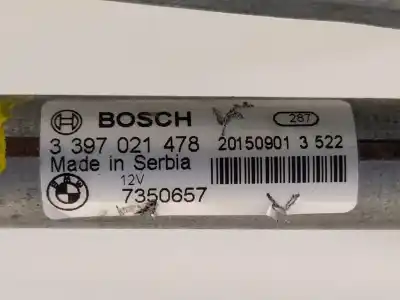 BOSCH 287
3 397 021 478 20150901 3 522
Made in Serbia
12V
7350657